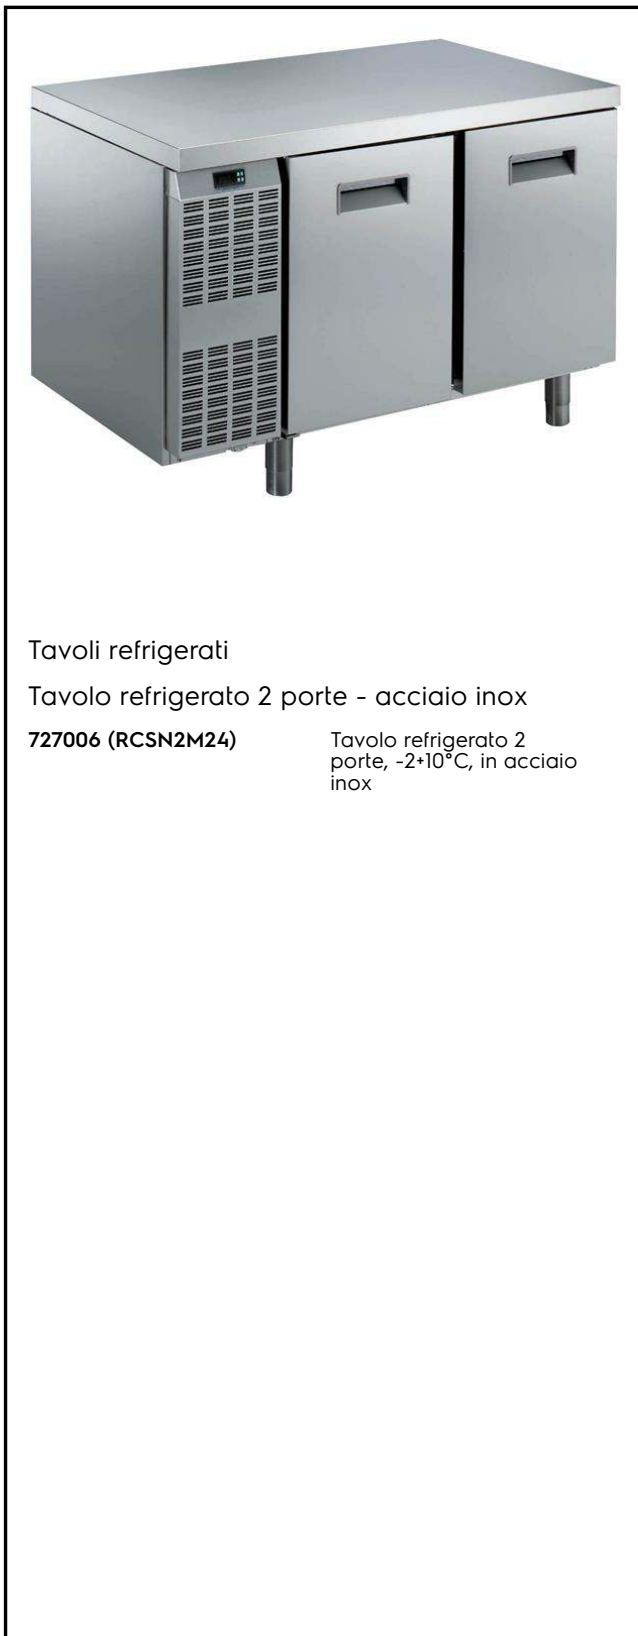 Tavoli refrigerati
Tavolo refrigerato 2 porte - acciaio inox
727006 (RCSN2M24)
Tavolo refrigerato 2
porte, -2+10°C, in acciaio
inox